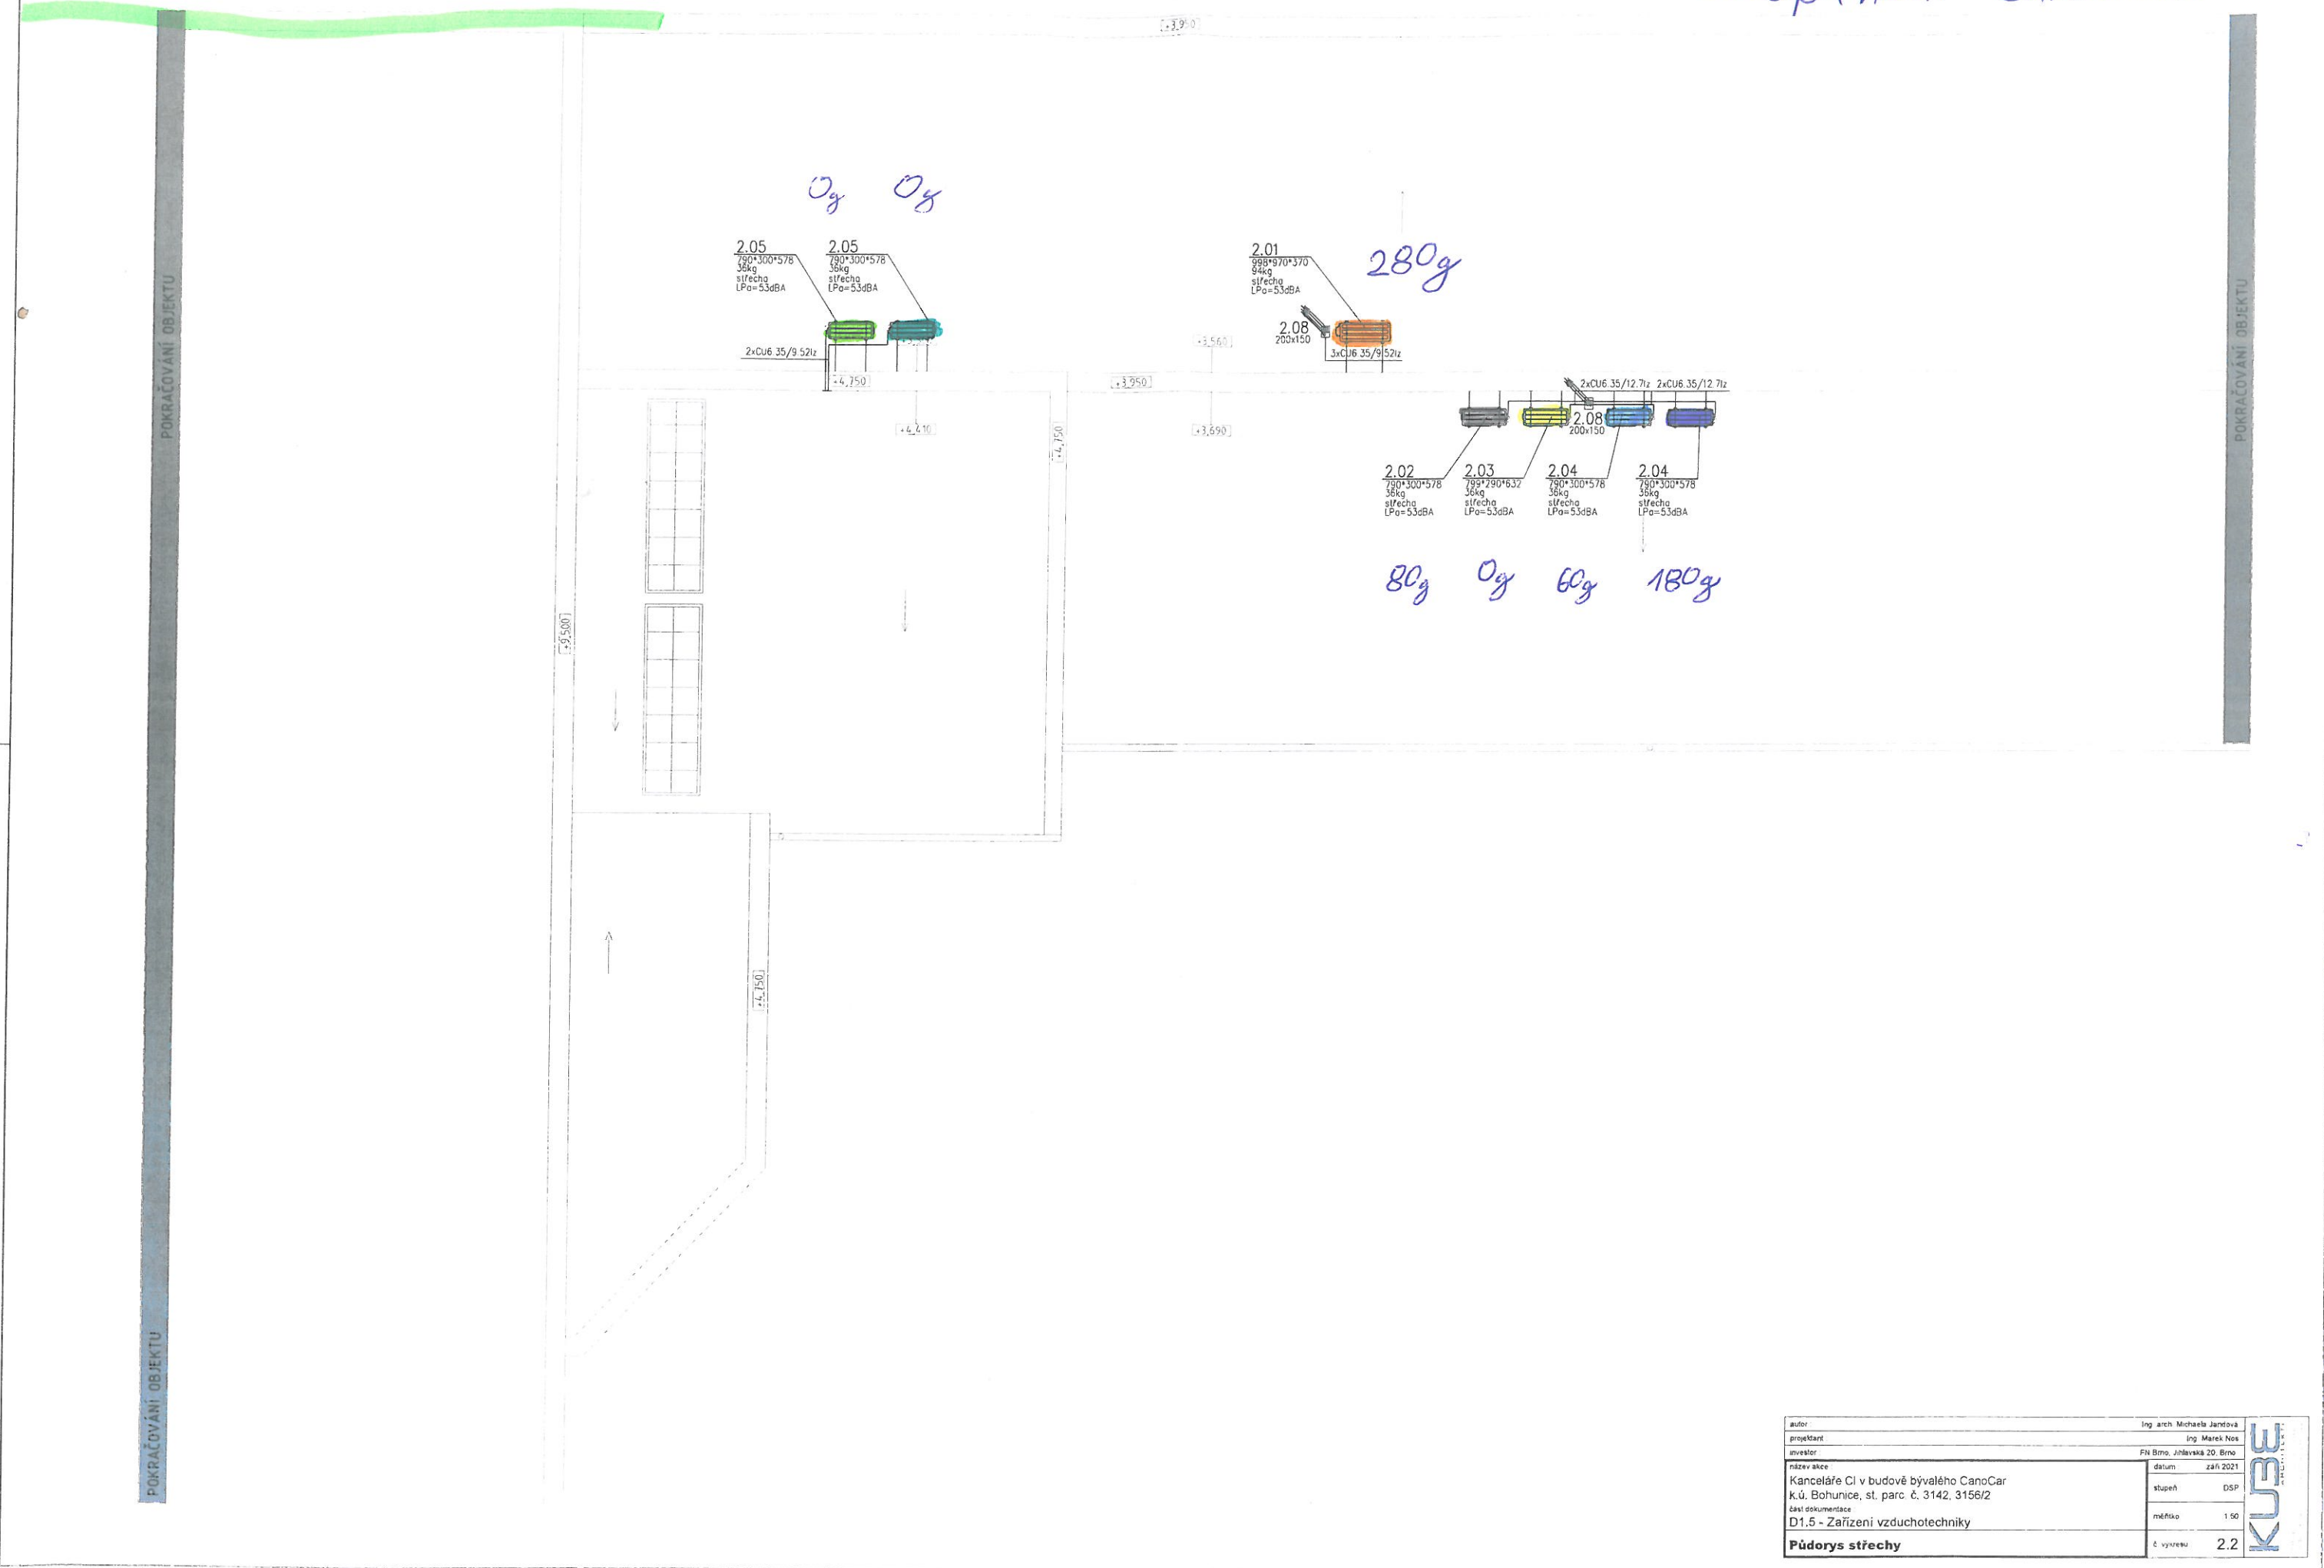 +3,950
POKRAČOVÁNÍ OBJEKTU
POKRAČOVÁNÍ OBJEKTU
0g 0g
2.05
790*300*578
36kg
střecha
LPa=53dBA
2.05
790*300*578
36kg
střecha
LPa=53dBA
2xCU6.35/9.52Iz
+4,750
+4,410
2.01
998*970*370
94kg
střecha
LPa=53dBA
280g
2.08
200x150
3xCU6.35/9.52Iz
+3,560
+3,950
+3,690
+4,750
2xCU6.35/12.7Iz 2xCU6.35/12.7Iz
2.08
200x150
2.02
790*300*578
36kg
střecha
LPa=53dBA
2.03
799*290*632
36kg
střecha
LPa=53dBA
2.04
790*300*578
36kg
střecha
LPa=53dBA
2.04
790*300*578
36kg
střecha
LPa=53dBA
80g 0g 60g 180g
+9,500
+4,750
POKRAČOVÁNÍ OBJEKTU
autor Ing. arch. Michaela Jandová
projektant Ing. Marek Nos
investor FN Brno, Jihlavská 20, Brno
název akce
Kanceláře CI v budově bývalého CanoCar
k.ú. Bohunice, st. parc. č. 3142, 3156/2
část dokumentace
D1.5 - Zařízení vzduchotechniky
Půdorys střechy
datum září 2021
stupeň DSP
měřítko 1:50
č. výkresu 2.2
KUBE